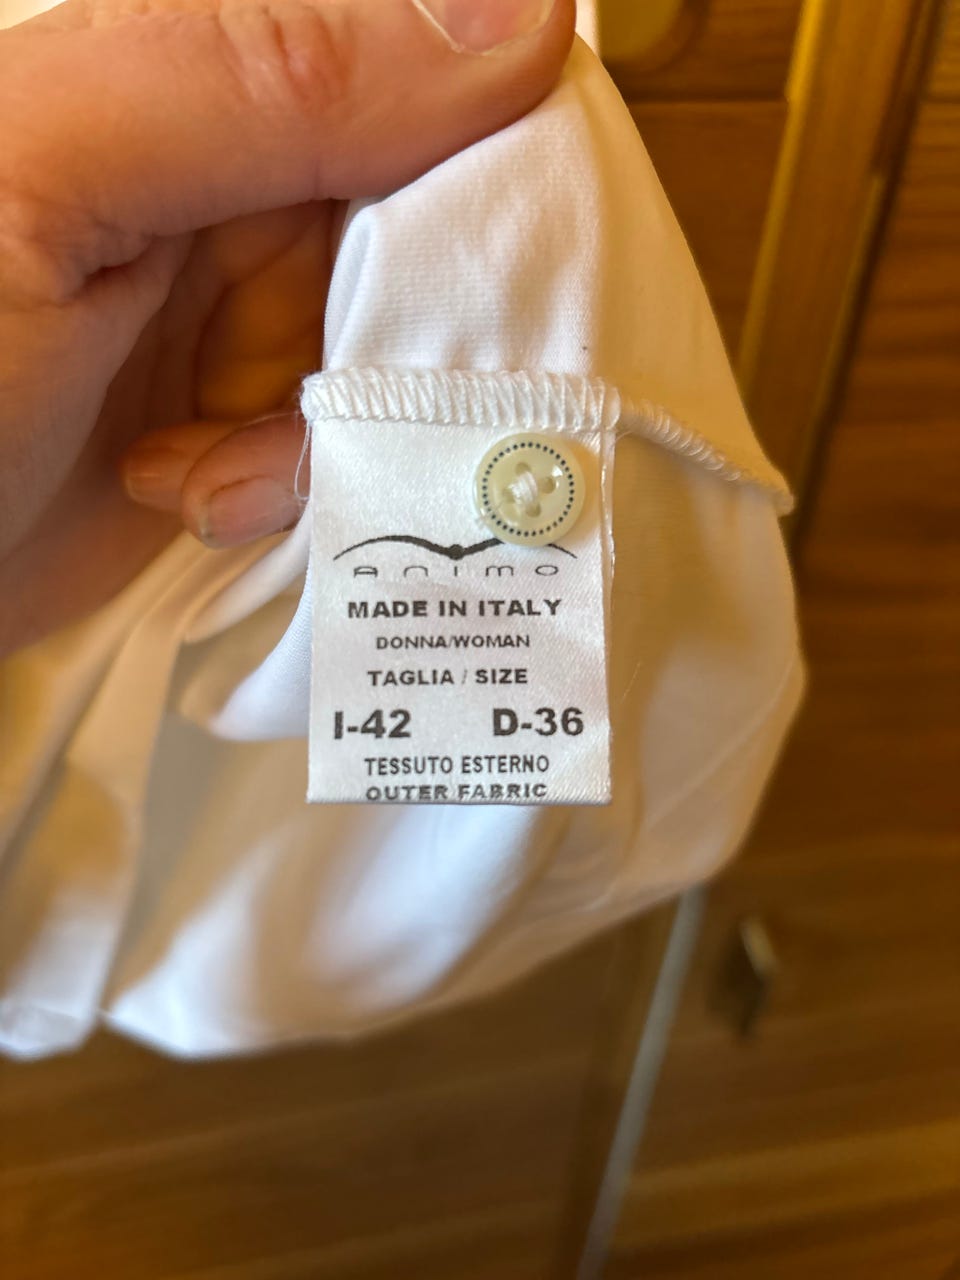 Animo
MADE IN ITALY
DONNA/WOMAN
TAGLIA / SIZE
I-42 D-36
TESSUTO ESTERNO
OUTER FABRIC